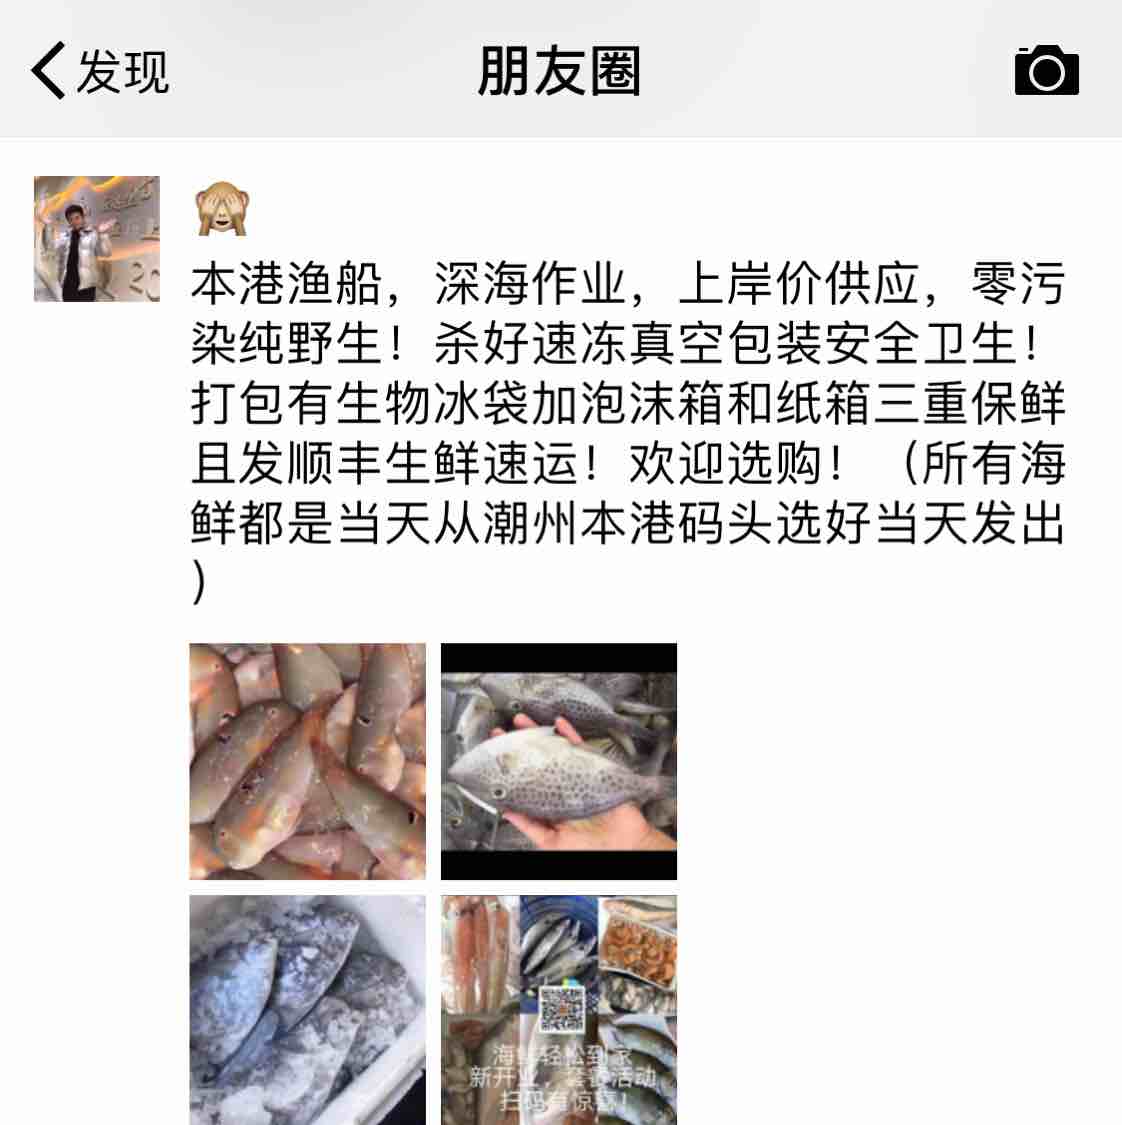 发现
朋友圈
本港渔船，深海作业，上岸价供应，零污
染纯野生！杀好速冻真空包装安全卫生！
打包有生物冰袋加泡沫箱和纸箱三重保鲜
且发顺丰生鲜速运！欢迎选购！（所有海
鲜都是当天从潮州本港码头选好当天发出
）
海鲜轻松到家
新开业，套餐活动
扫码有惊喜！